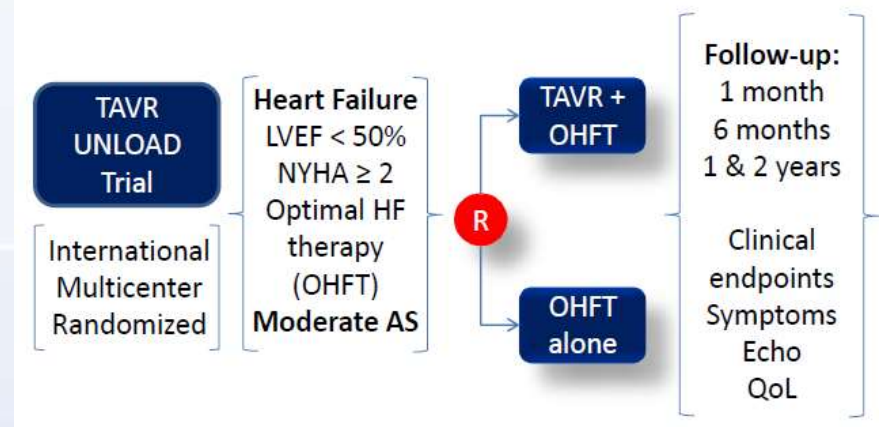 TAVR
UNLOAD
Trial
International
Multicenter
Randomized
Heart Failure
LVEF < 50%
NYHA ≥ 2
Optimal HF
therapy
(OHFT)
Moderate AS
R
TAVR +
OHFT
OHFT
alone
Follow-up:
1 month
6 months
1 & 2 years
Clinical
endpoints
Symptoms
Echo
QoL